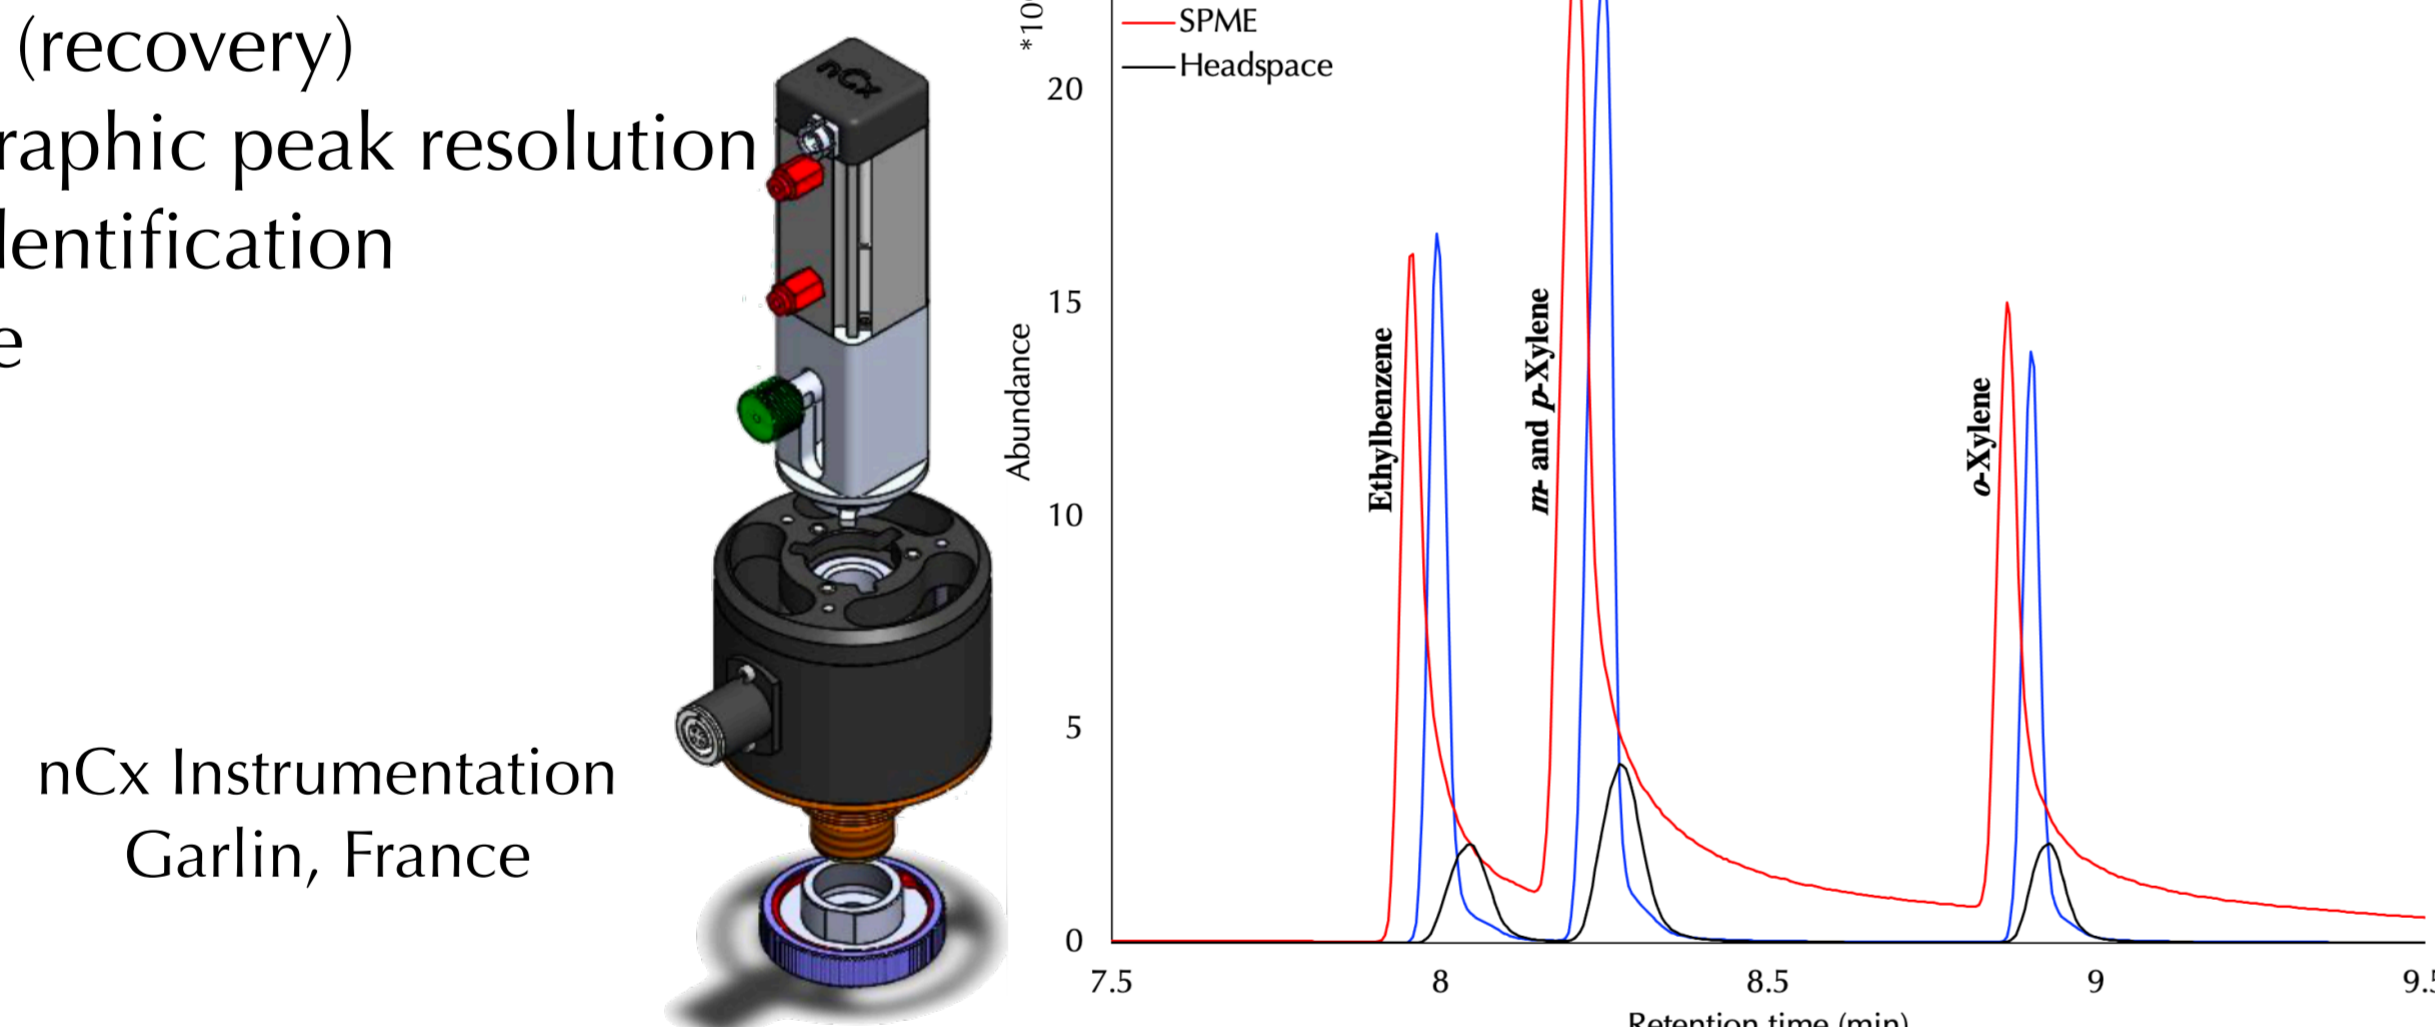 (recovery)
raphic peak resolution
dentification
e
nCx Instrumentation
Garlin, France
nCx
*10
SPME
Headspace
20
15
10
5
0
Abundance
Ethylbenzene
m- and p-Xylene
o-Xylene
7.5
8
8.5
9
9.5
Retention time (min)